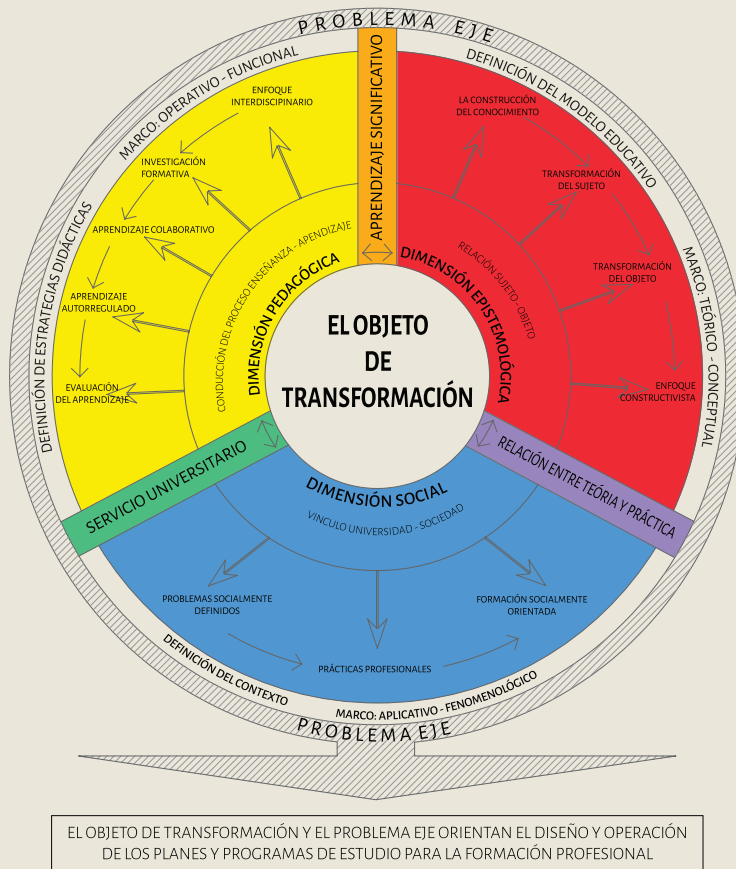 PROBLEMA EJE
MARCO: OPERATIVO - FUNCIONAL
DEFINICIÓN DE ESTRATEGIAS DIDÁCTICAS
ENFOQUE
INTERDISCIPINARIO
INVESTIGACIÓN
FORMATIVA
APRENDIZAJE COLABORATIVO
APRENDIZAJE
AUTORREGULADO
EVALUACIÓN
DEL APRENDIZAJE
CONDUCCIÓN DEL PROCESO ENSEÑANZA - APENDIZAJE
DIMENSIÓN PEDAGÓGICA
APRENDIZAJE SIGNIFICATIVO
DEFINICIÓN DEL MODELO EDUCATIVO
MARCO: TEÓRICO - CONCEPTUAL
LA CONSTRUCCIÓN
DEL CONOCIMIENTO
TRANSFORMACIÓN
DEL SUJETO
TRANSFORMACIÓN
DEL OBJETO
ENFOQUE
CONSTRUCTIVISTA
RELACIÓN SUJETO - OBJETO
DIMENSIÓN EPISTEMOLÓGICA
EL OBJETO
DE
TRANSFORMACIÓN
SERVICIO UNIVERSITARIO
RELACIÓN ENTRE TEÓRIA Y PRÁCTICA
DIMENSIÓN SOCIAL
VINCULO UNIVERSIDAD - SOCIEDAD
PROBLEMAS SOCIALMENTE
DEFINIDOS
PRÁCTICAS PROFESIONALES
FORMACIÓN SOCIALMENTE
ORIENTADA
DEFINICIÓN DEL CONTEXTO
MARCO: APLICATIVO - FENOMENOLÓGICO
PROBLEMA EJE
EL OBJETO DE TRANSFORMACIÓN Y EL PROBLEMA EJE ORIENTAN EL DISEÑO Y OPERACIÓN
DE LOS PLANES Y PROGRAMAS DE ESTUDIO PARA LA FORMACIÓN PROFESIONAL